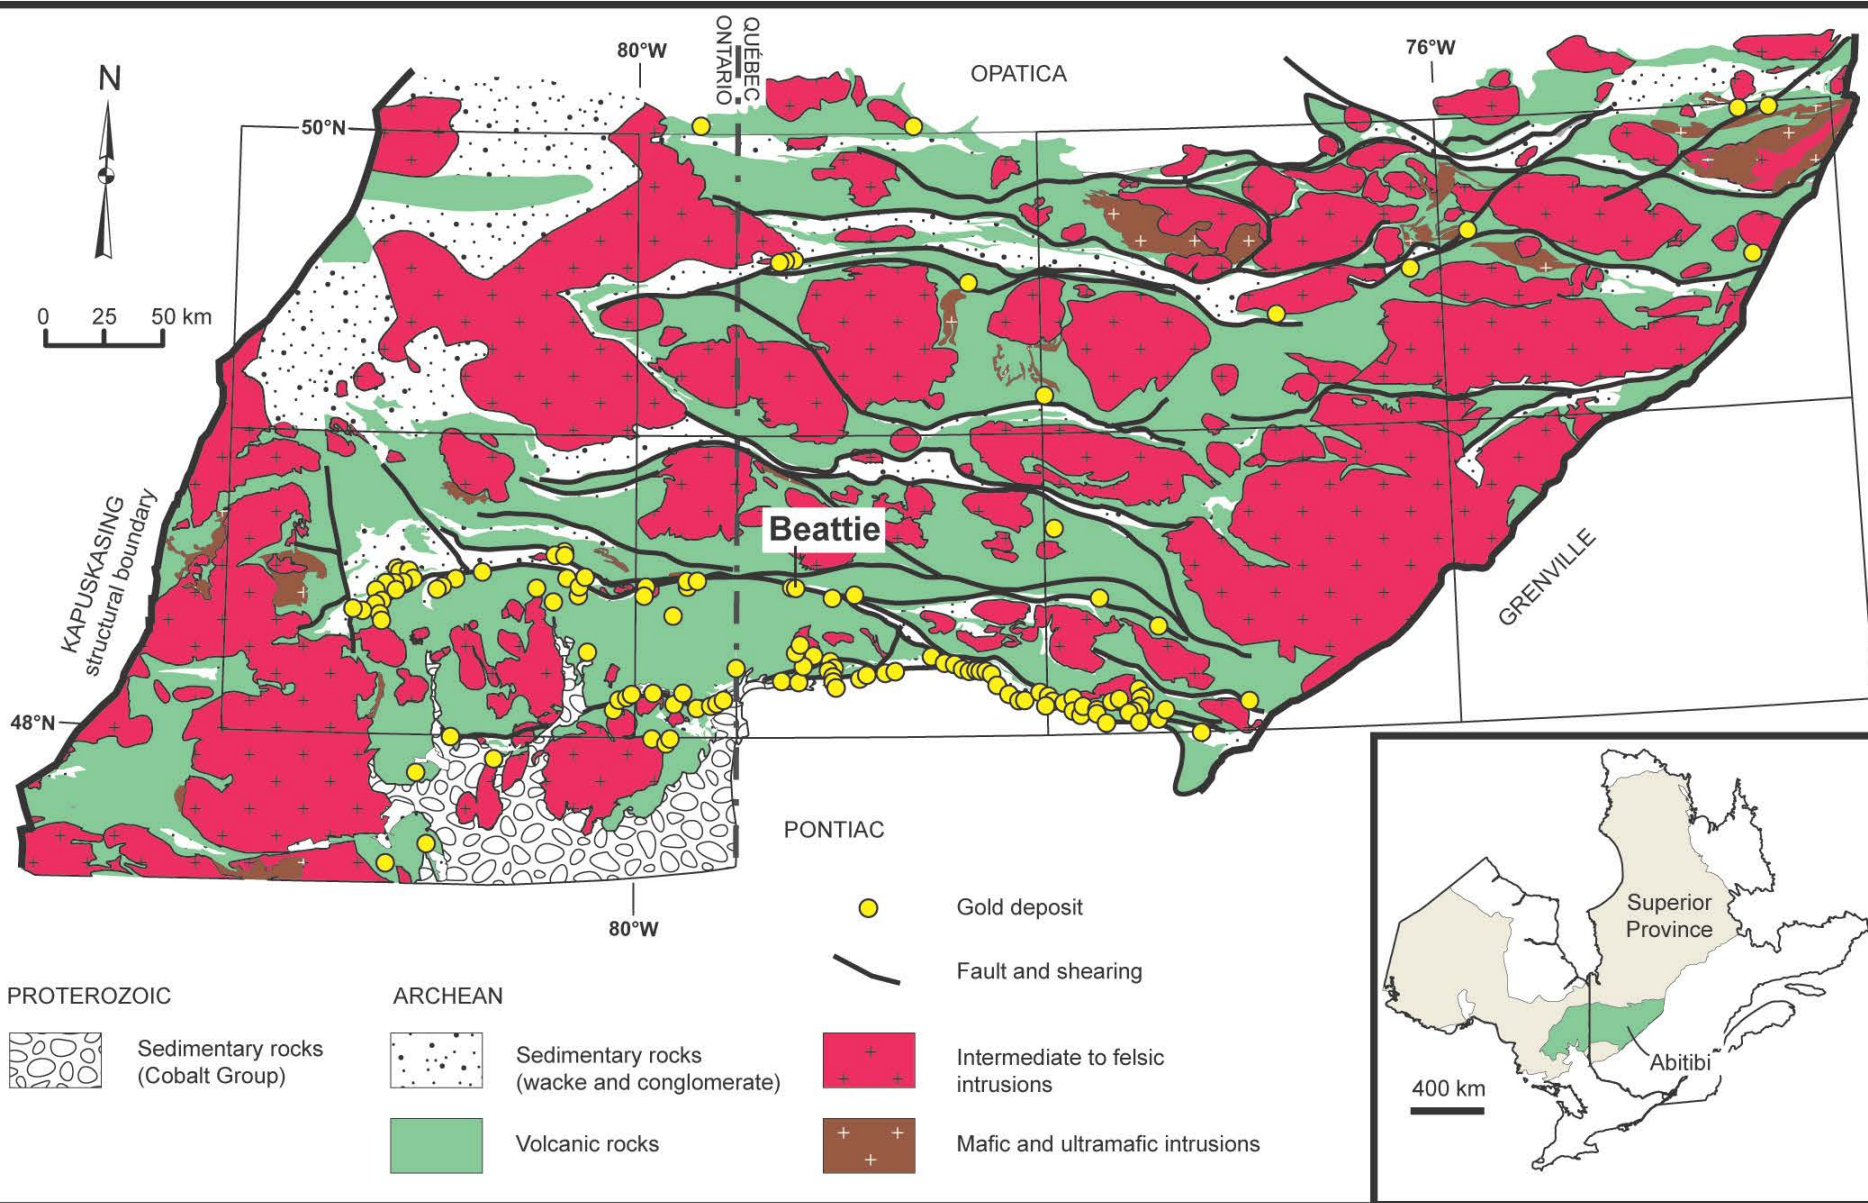 QUÉBEC
ONTARIO
80°W
76°W
OPATICA
N
50°N
0 25 50 km
Beattie
KAPUSKASING
structural boundary
GRENVILLE
48°N
PONTIAC
80°W
Gold deposit
Fault and shearing
PROTEROZOIC
ARCHEAN
Sedimentary rocks
(Cobalt Group)
Sedimentary rocks
(wacke and conglomerate)
Intermediate to felsic
intrusions
Volcanic rocks
Mafic and ultramafic intrusions
Superior
Province
Abitibi
400 km